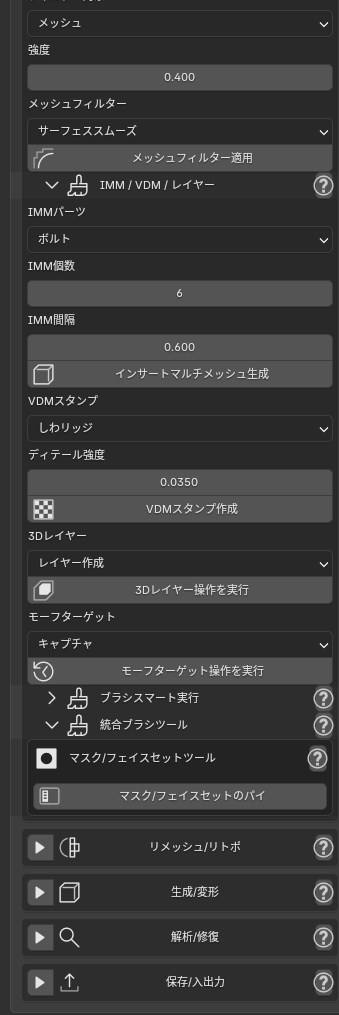 メッシュ
強度
0.400
メッシュフィルター
サーフェススムーズ
メッシュフィルター適用
IMM / VDM / レイヤー
IMMパーツ
ボルト
IMM個数
6
IMM間隔
0.600
インサートマルチメッシュ生成
VDMスタンプ
しわリッジ
ディテール強度
0.0350
VDMスタンプ作成
3Dレイヤー
レイヤー作成
3Dレイヤー操作を実行
モーフターゲット
キャプチャ
モーフターゲット操作を実行
ブラシスマート実行
統合ブラシツール
マスク/フェイスセットツール
マスク/フェイスセットのパイ
リメッシュ/リトポ
生成/変形
解析/修復
保存/入出力